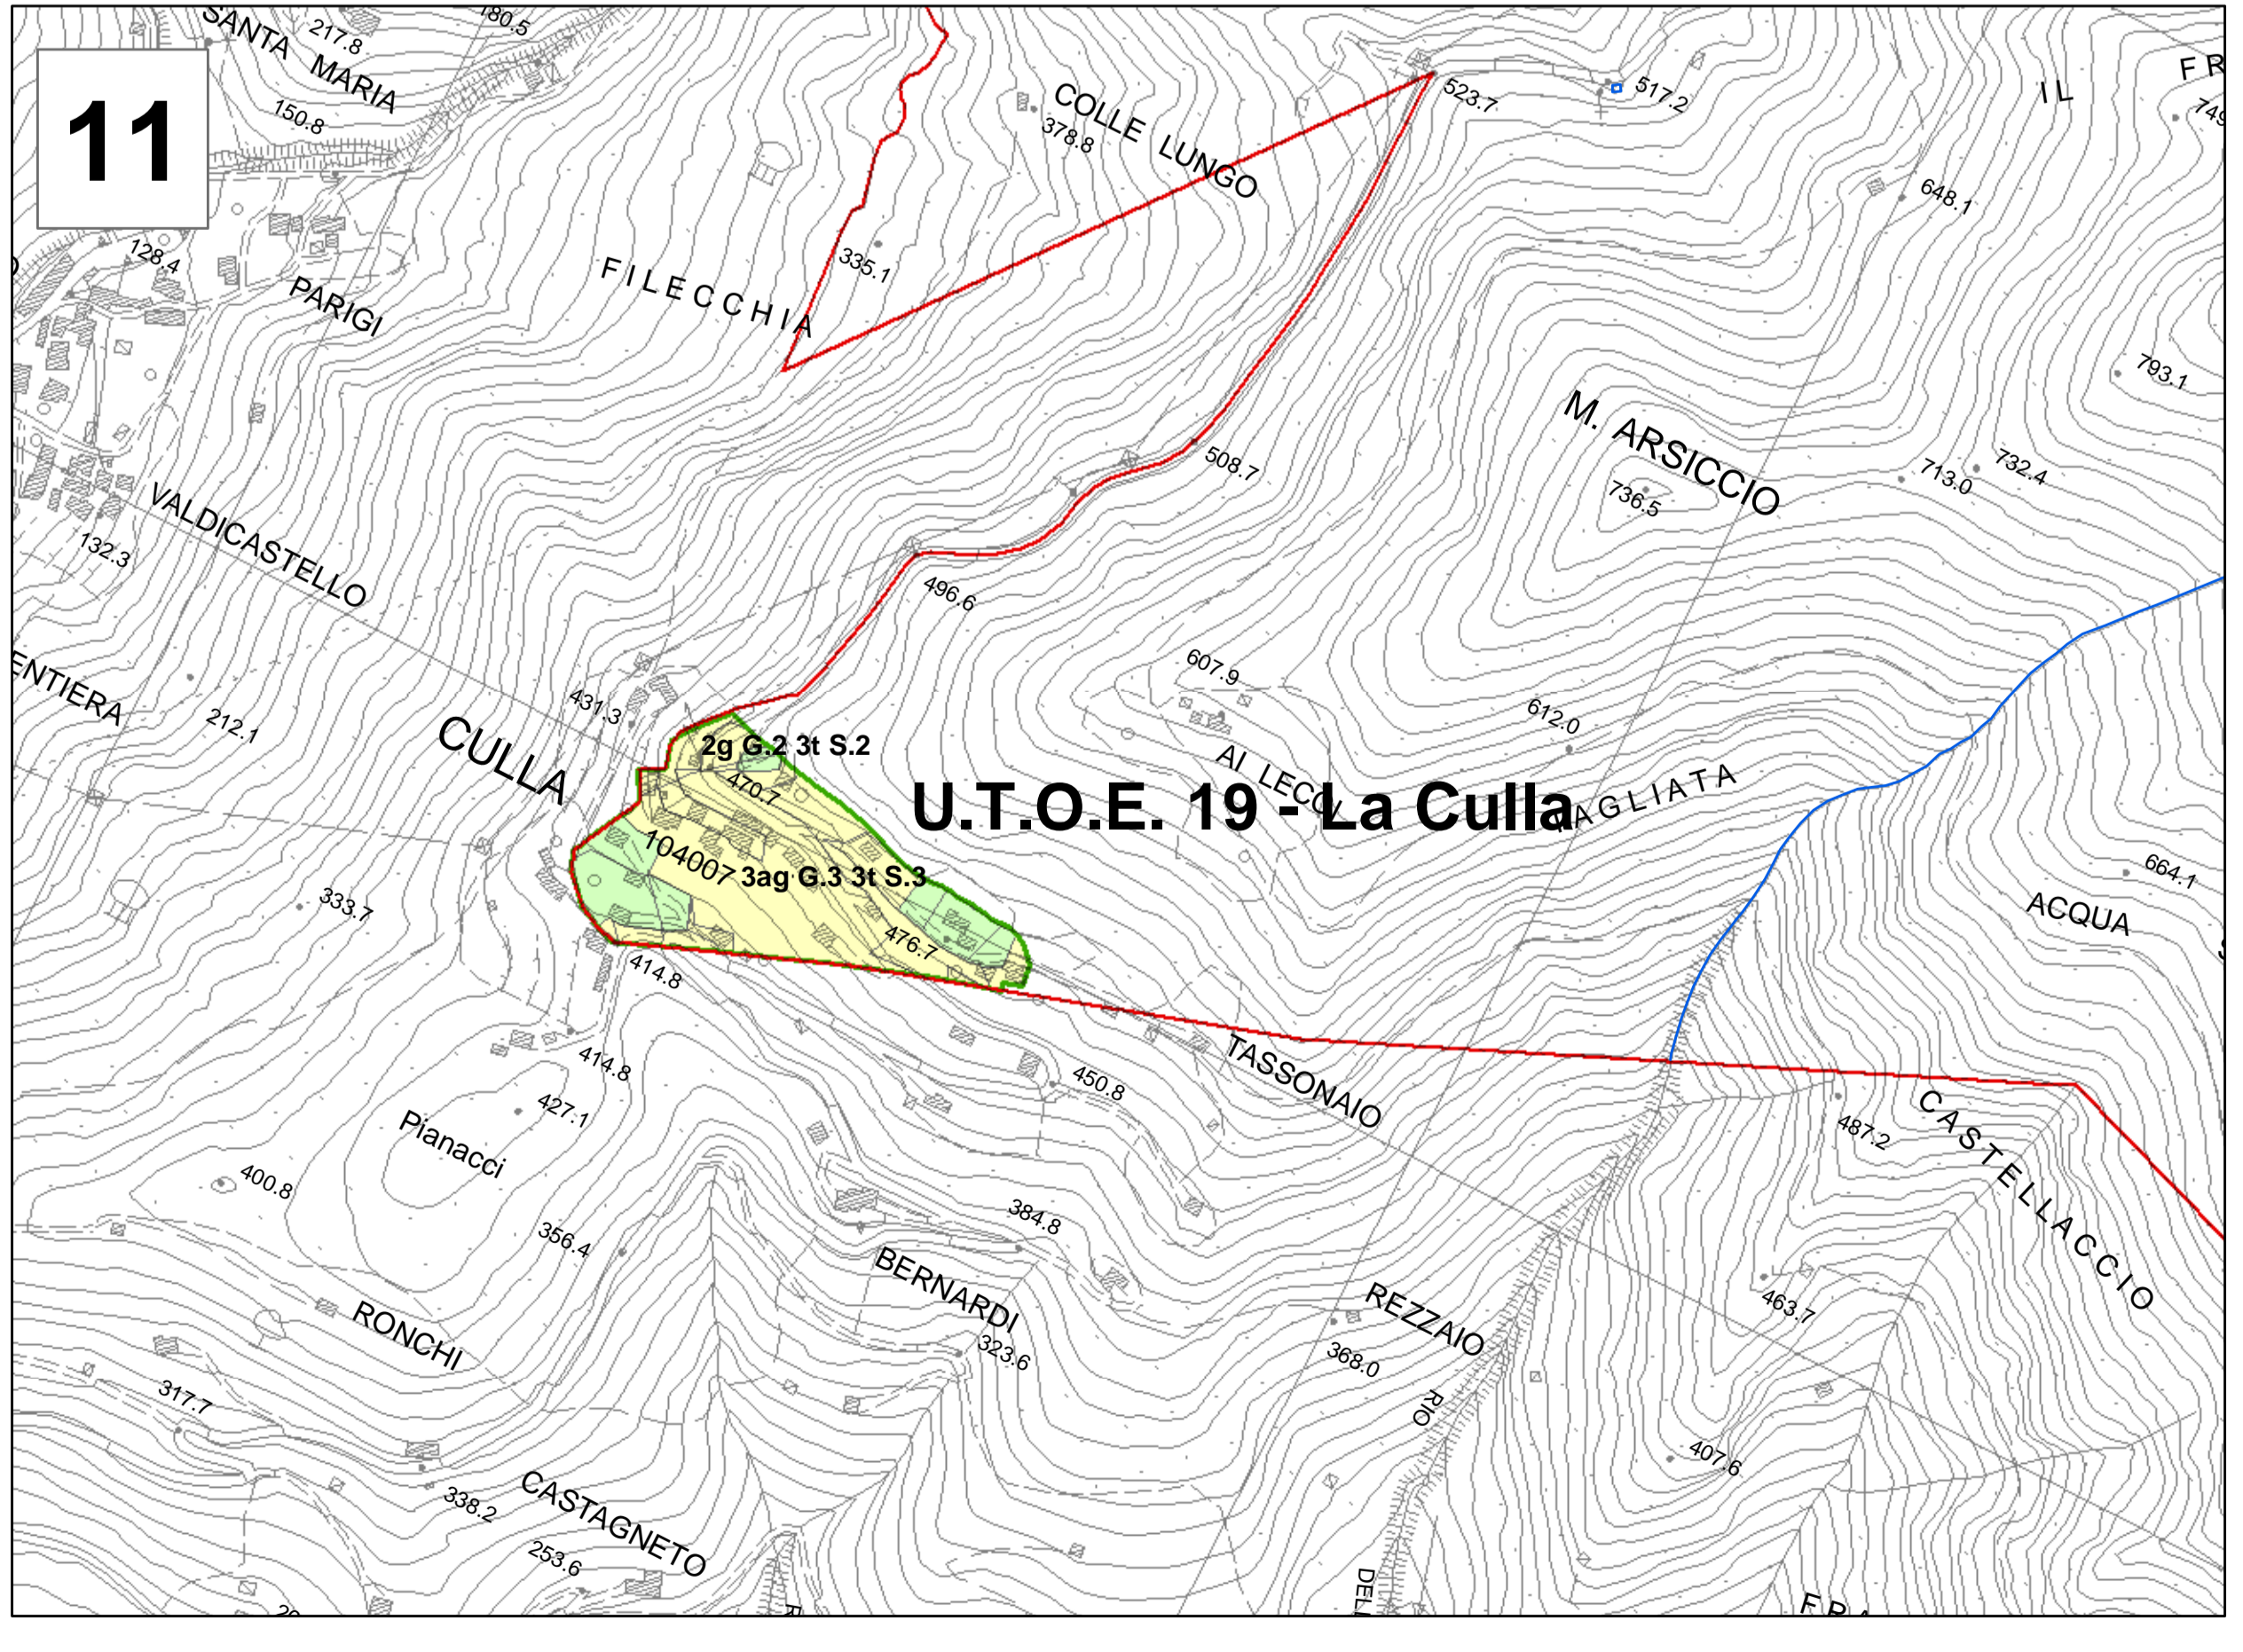 11
SANTA MARIA
217.8
180.5
150.8
COLLE LUNGO
378.8
523.7
517.2
IL
FR
749
648.1
128.4
PARIGI
FILECCHIA
335.1
793.1
M. ARSICCIO
736.5
713.0
732.4
508.7
VALDICASTELLO
132.3
496.6
ENTIERA
212.1
431.3
CULLA
607.9
612.0
AI LECCI
TAGLIATA
2g G.2 3t S.2
470.7
U.T.O.E. 19 - La Culla
104007
3ag G.3 3t S.3
476.7
664.1
ACQUA
333.7
414.8
414.8
427.1
Pianacci
400.8
356.4
450.8
TASSONAIO
487.2
CASTELLACCIO
384.8
BERNARDI
323.6
REZZAIO
368.0
463.7
RONCHI
317.7
RIO
407.6
338.2
CASTAGNETO
253.6
DEL